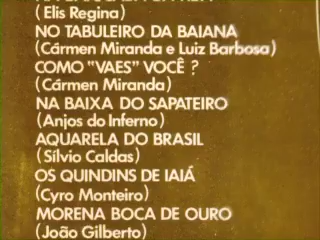 (Elis Regina)
NO TABULEIRO DA BAIANA
(Cármen Miranda e Luiz Barbosa)
COMO "VAES" VOCÊ ?
(Cármen Miranda)
NA BAIXA DO SAPATEIRO
(Anjos do Inferno)
AQUARELA DO BRASIL
(Sílvio Caldas)
OS QUINDINS DE IAIÁ
(Cyro Monteiro)
MORENA BOCA DE OURO
(João Gilberto)